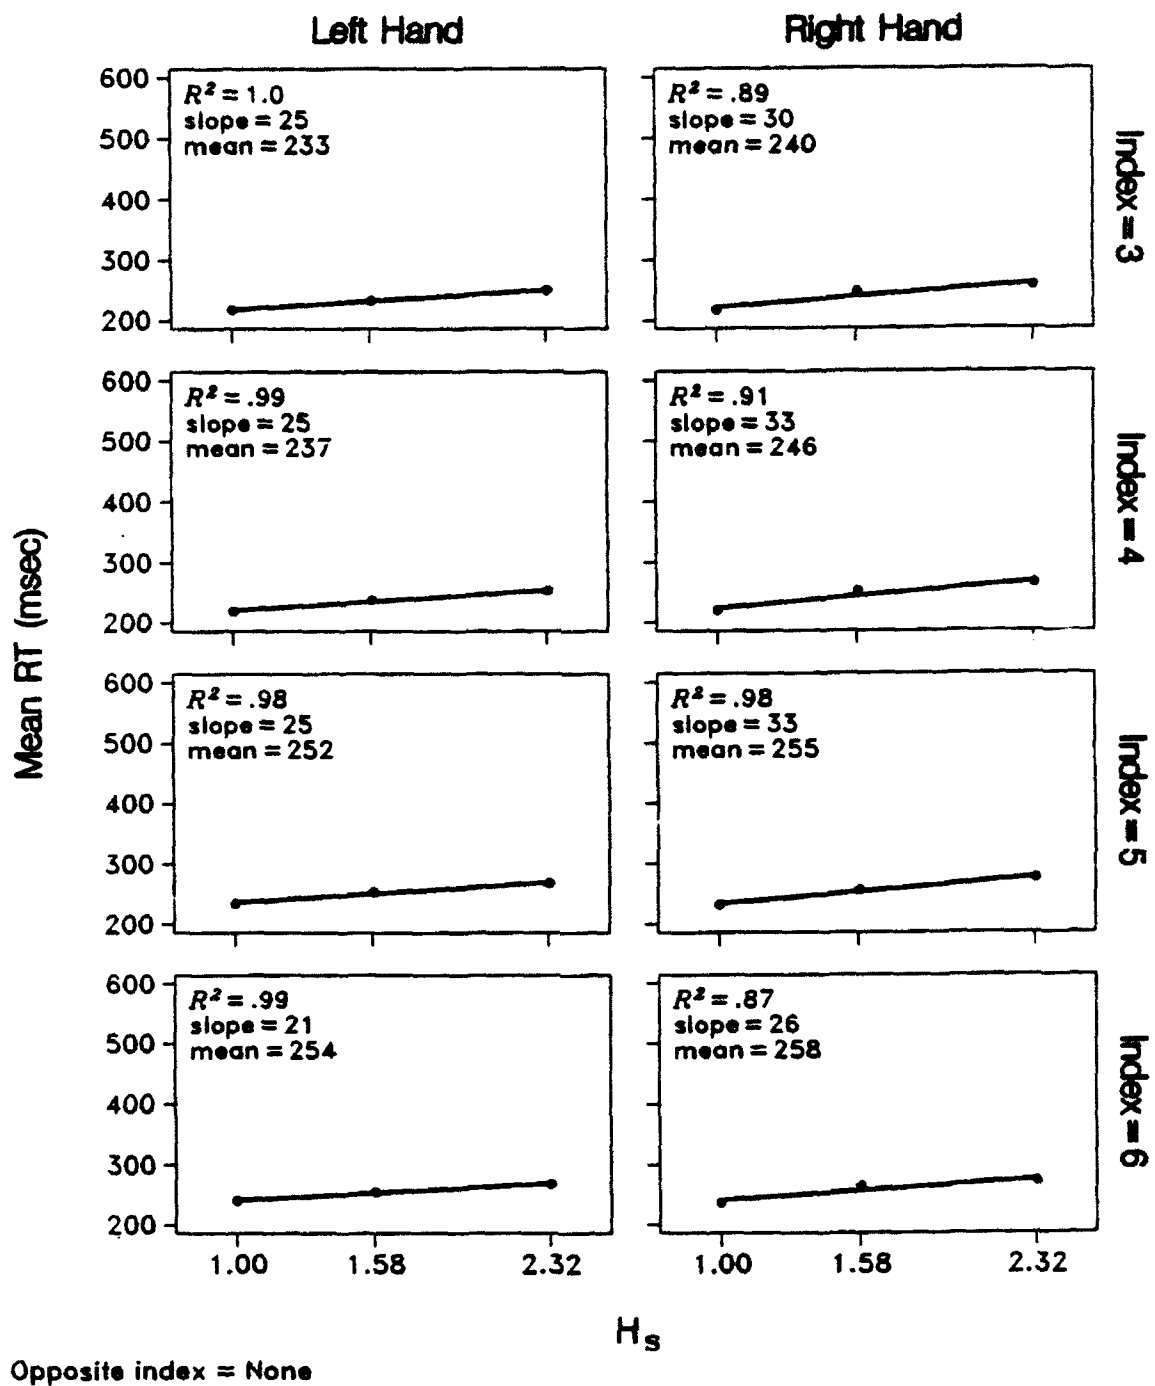 Left Hand
Right Hand
600
500
400
300
200
R² = 1.0
slope = 25
mean = 233
R² = .89
slope = 30
mean = 240
Index = 3
600
500
400
300
200
R² = .99
slope = 25
mean = 237
R² = .91
slope = 33
mean = 246
Index = 4
Mean RT (msec)
600
500
400
300
200
R² = .98
slope = 25
mean = 252
R² = .98
slope = 33
mean = 255
Index = 5
600
500
400
300
200
R² = .99
slope = 21
mean = 254
R² = .87
slope = 26
mean = 258
Index = 6
1.00 1.58 2.32
1.00 1.58 2.32
Hs
Opposite index = None